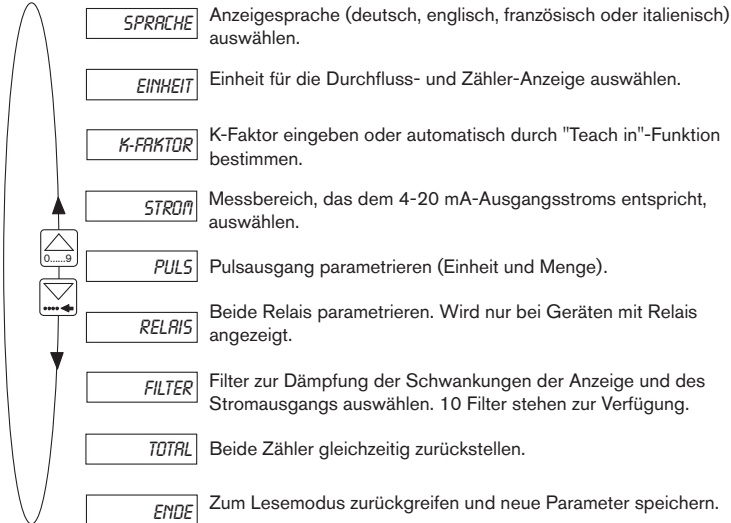 SPRACHE
Anzeigesprache (deutsch, englisch, französisch oder italienisch)
auswählen.
EINHEIT
Einheit für die Durchfluss- und Zähler-Anzeige auswählen.
K-FAKTOR
K-Faktor eingeben oder automatisch durch "Teach in"-Funktion
bestimmen.
STROM
Messbereich, das dem 4-20 mA-Ausgangsstroms entspricht,
auswählen.
0.....9
PULS
Pulsausgang parametrieren (Einheit und Menge).
RELAIS
Beide Relais parametrieren. Wird nur bei Geräten mit Relais
angezeigt.
FILTER
Filter zur Dämpfung der Schwankungen der Anzeige und des
Stromausgangs auswählen. 10 Filter stehen zur Verfügung.
TOTAL
Beide Zähler gleichzeitig zurückstellen.
ENDE
Zum Lesemodus zurückgreifen und neue Parameter speichern.